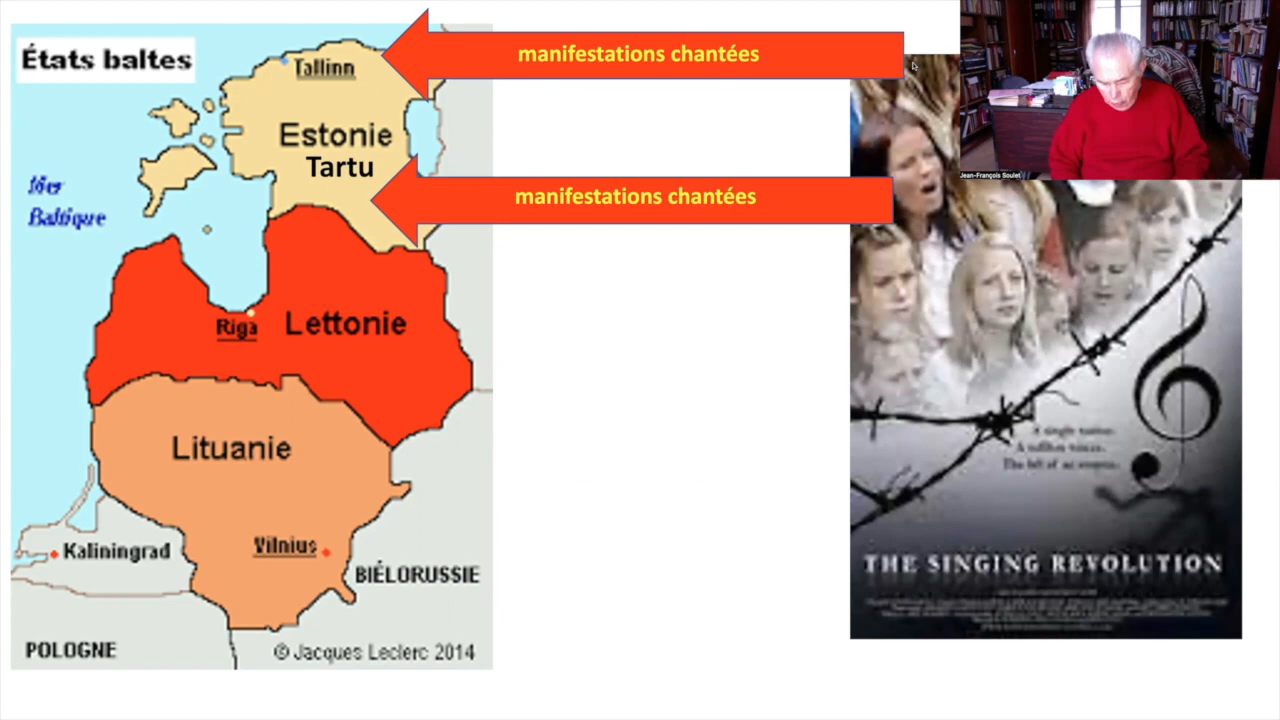 États baltes
manifestations chantées
Tallinn
Estonie
Tartu
manifestations chantées
Mer
Baltique
Riga
Lettonie
Lituanie
Kaliningrad
Vilnius
BIÉLORUSSIE
POLOGNE
© Jacques Leclerc 2014
Jean-François Soulet
A single nation.
A million voices.
The fall of an empire.
THE SINGING REVOLUTION